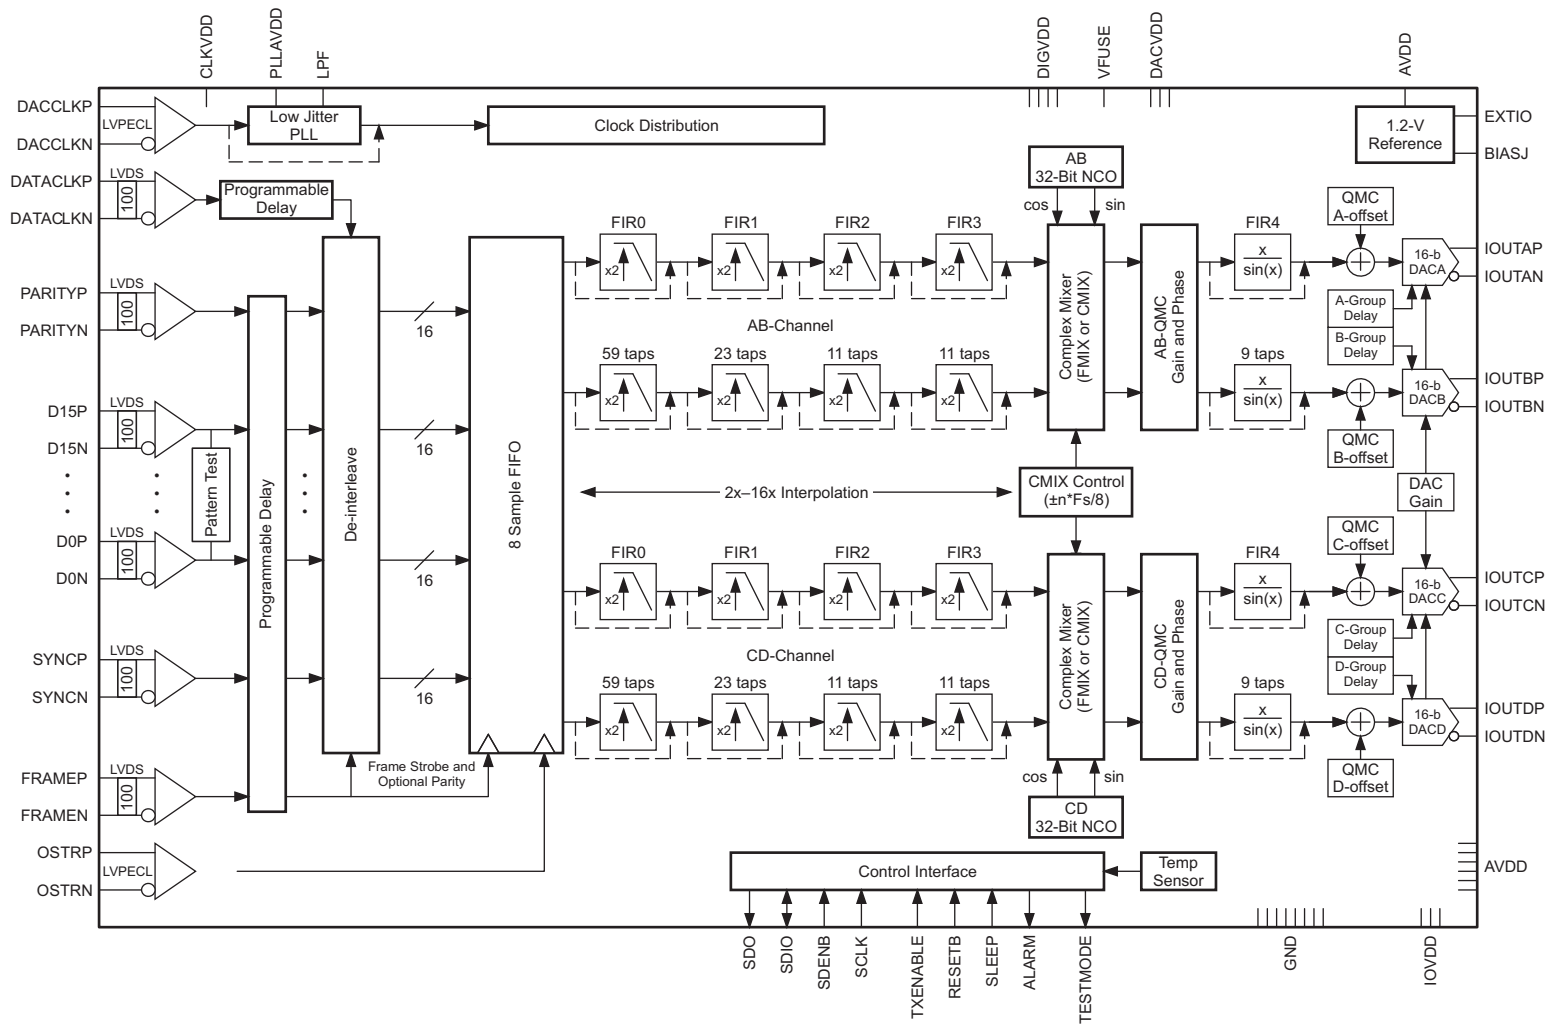 CLKVDD
PLLAVDD
LPF
DIGVDD
VFUSE
DACVDD
AVDD
DACCLKP
LVPECL
DACCLKN
Low Jitter
PLL
Clock Distribution
1.2-V
Reference
EXTIO
BIASJ
DATACLKP
LVDS
100
DATACLKN
Programmable
Delay
AB
32-Bit NCO
cos
sin
QMC
A-offset
FIR0
FIR1
FIR2
FIR3
FIR4
x2
x2
x2
x2
x
sin(x)
16-b
DACA
IOUTAP
IOUTAN
PARITYP
LVDS
100
PARITYN
16
AB-Channel
Complex Mixer
(FMIX or CMIX)
AB-QMC
Gain and Phase
A-Group
Delay
B-Group
Delay
59 taps
23 taps
11 taps
11 taps
9 taps
x2
x2
x2
x2
x
sin(x)
16-b
DACB
IOUTBP
IOUTBN
D15P
LVDS
100
D15N
16
QMC
B-offset
Pattern Test
Programmable Delay
De-interleave
8 Sample FIFO
2x–16x Interpolation
CMIX Control
(±n*Fs/8)
DAC
Gain
D0P
LVDS
100
D0N
16
QMC
C-offset
FIR0
FIR1
FIR2
FIR3
FIR4
x2
x2
x2
x2
x
sin(x)
16-b
DACC
IOUTCP
IOUTCN
SYNCP
LVDS
100
SYNCN
16
CD-Channel
Complex Mixer
(FMIX or CMIX)
CD-QMC
Gain and Phase
C-Group
Delay
D-Group
Delay
59 taps
23 taps
11 taps
11 taps
9 taps
x2
x2
x2
x2
x
sin(x)
16-b
DACD
IOUTDP
IOUTDN
FRAMEP
LVDS
100
FRAMEN
Frame Strobe and
Optional Parity
cos
sin
CD
32-Bit NCO
QMC
D-offset
OSTRP
LVPECL
OSTRN
Control Interface
Temp
Sensor
AVDD
SDO
SDIO
SDENB
SCLK
TXENABLE
RESETB
SLEEP
ALARM
TESTMODE
GND
IOVDD